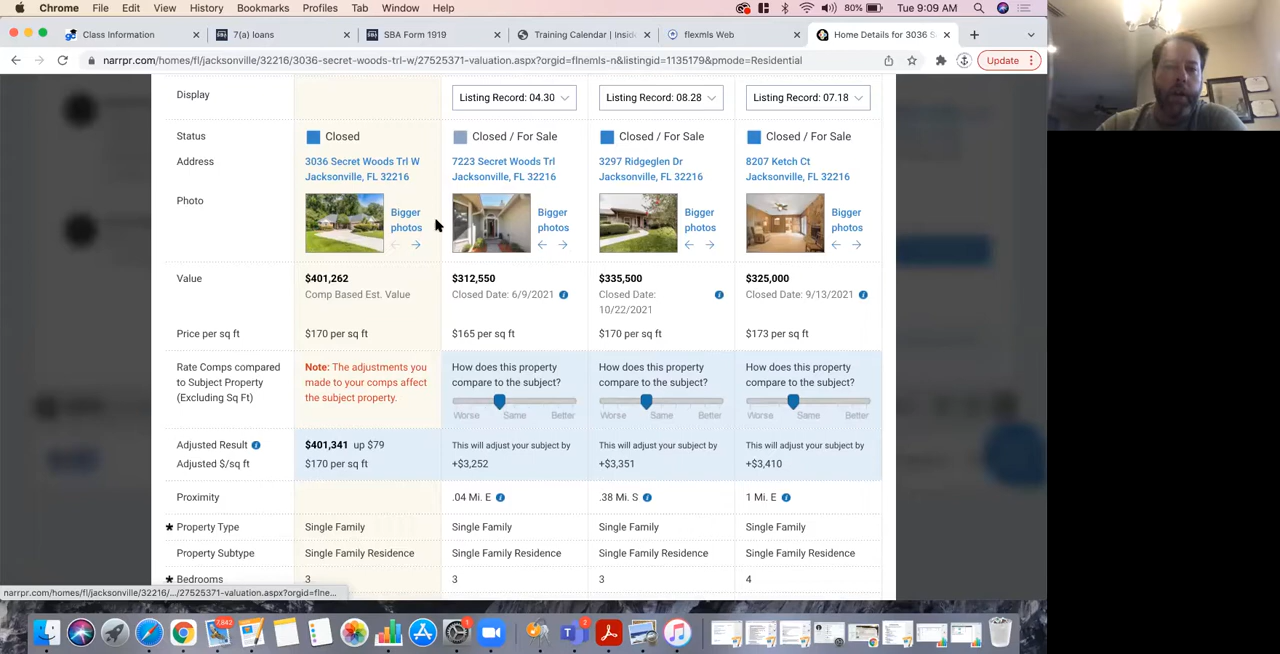 Chrome File Edit View History Bookmarks Profiles Tab Window Help 80% Tue 9:09 AM
Class Information
7(a) loans
SBA Form 1919
Training Calendar | Insid
flexmls Web
Home Details for 3036 S
narrpr.com/homes/fl/jacksonville/32216/3036-secret-woods-trl-w/27525371-valuation.aspx?orgid=flnemls-n&listingid=1135179&pmode=Residential
Update
Display
Listing Record: 04.30
Listing Record: 08.28
Listing Record: 07.18
Status
Closed
Closed / For Sale
Closed / For Sale
Closed / For Sale
Address
3036 Secret Woods Trl W
Jacksonville, FL 32216
7223 Secret Woods Trl
Jacksonville, FL 32216
3297 Ridgeglen Dr
Jacksonville, FL 32216
8207 Ketch Ct
Jacksonville, FL 32216
Photo
Bigger
photos
Bigger
photos
Bigger
photos
Bigger
photos
Value
$401,262
Comp Based Est. Value
$312,550
Closed Date: 6/9/2021
$335,500
Closed Date:
10/22/2021
$325,000
Closed Date: 9/13/2021
Price per sq ft
$170 per sq ft
$165 per sq ft
$170 per sq ft
$173 per sq ft
Rate Comps compared
to Subject Property
(Excluding Sq Ft)
Note: The adjustments you
made to your comps affect
the subject property.
How does this property
compare to the subject?
Worse Same Better
How does this property
compare to the subject?
Worse Same Better
How does this property
compare to the subject?
Worse Same Better
Adjusted Result
$401,341 up $79
This will adjust your subject by
This will adjust your subject by
This will adjust your subject by
Adjusted $/sq ft
$170 per sq ft
+$3,252
+$3,351
+$3,410
Proximity
.04 Mi. E
.38 Mi. S
1 Mi. E
* Property Type
Single Family
Single Family
Single Family
Single Family
Property Subtype
Single Family Residence
Single Family Residence
Single Family Residence
Single Family Residence
* Bedrooms
3
3
3
4
narrpr.com/homes/fl/jacksonville/32216/.../27525371-valuation.aspx?orgid=flne...
7,843
1
2